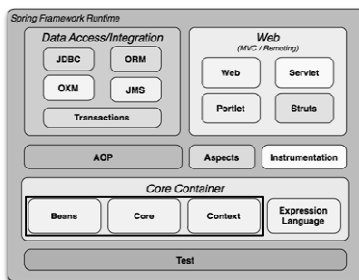 Spring Framework Runtime
Data Access/Integration
JDBC
ORM
OXM
JMS
Transactions
Web
(MVC / Remoting)
Web
Servlet
Portlet
Struts
AOP
Aspects
Instrumentation
Core Container
Beans
Core
Context
Expression
Language
Test